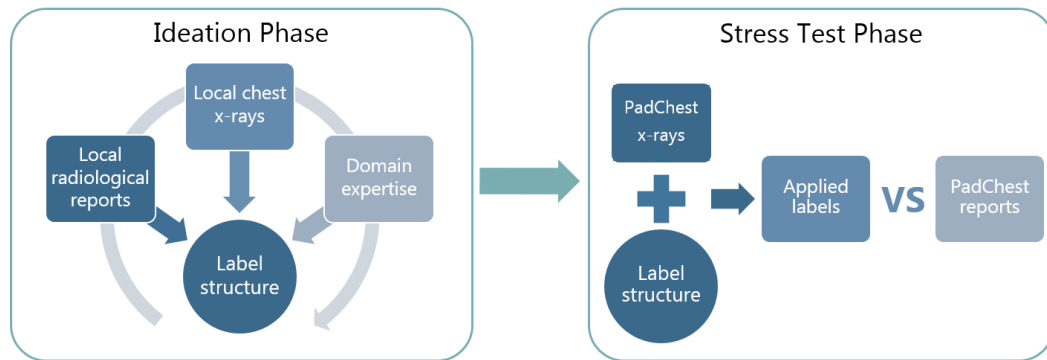 Ideation Phase
Local chest
x-rays
Local
radiological
reports
Domain
expertise
Label
structure
Stress Test Phase
PadChest
x-rays
Label
structure
Applied
labels
VS
PadChest
reports